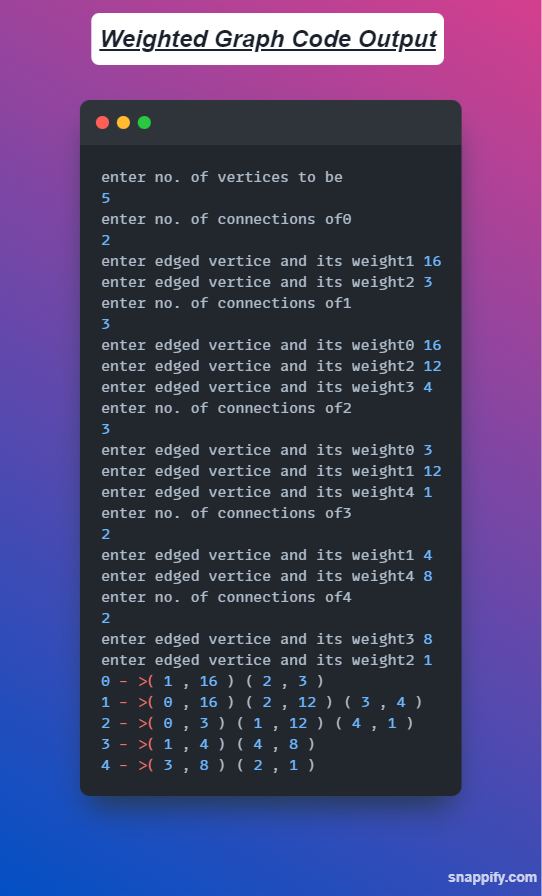 Weighted Graph Code Output
enter no. of vertices to be
5
enter no. of connections of0
2
enter edged vertice and its weight1 16
enter edged vertice and its weight2 3
enter no. of connections of1
3
enter edged vertice and its weight0 16
enter edged vertice and its weight2 12
enter edged vertice and its weight3 4
enter no. of connections of2
3
enter edged vertice and its weight0 3
enter edged vertice and its weight1 12
enter edged vertice and its weight4 1
enter no. of connections of3
2
enter edged vertice and its weight1 4
enter edged vertice and its weight4 8
enter no. of connections of4
2
enter edged vertice and its weight3 8
enter edged vertice and its weight2 1
0 - >( 1 , 16 ) ( 2 , 3 )
1 - >( 0 , 16 ) ( 2 , 12 ) ( 3 , 4 )
2 - >( 0 , 3 ) ( 1 , 12 ) ( 4 , 1 )
3 - >( 1 , 4 ) ( 4 , 8 )
4 - >( 3 , 8 ) ( 2 , 1 )
snappify.com